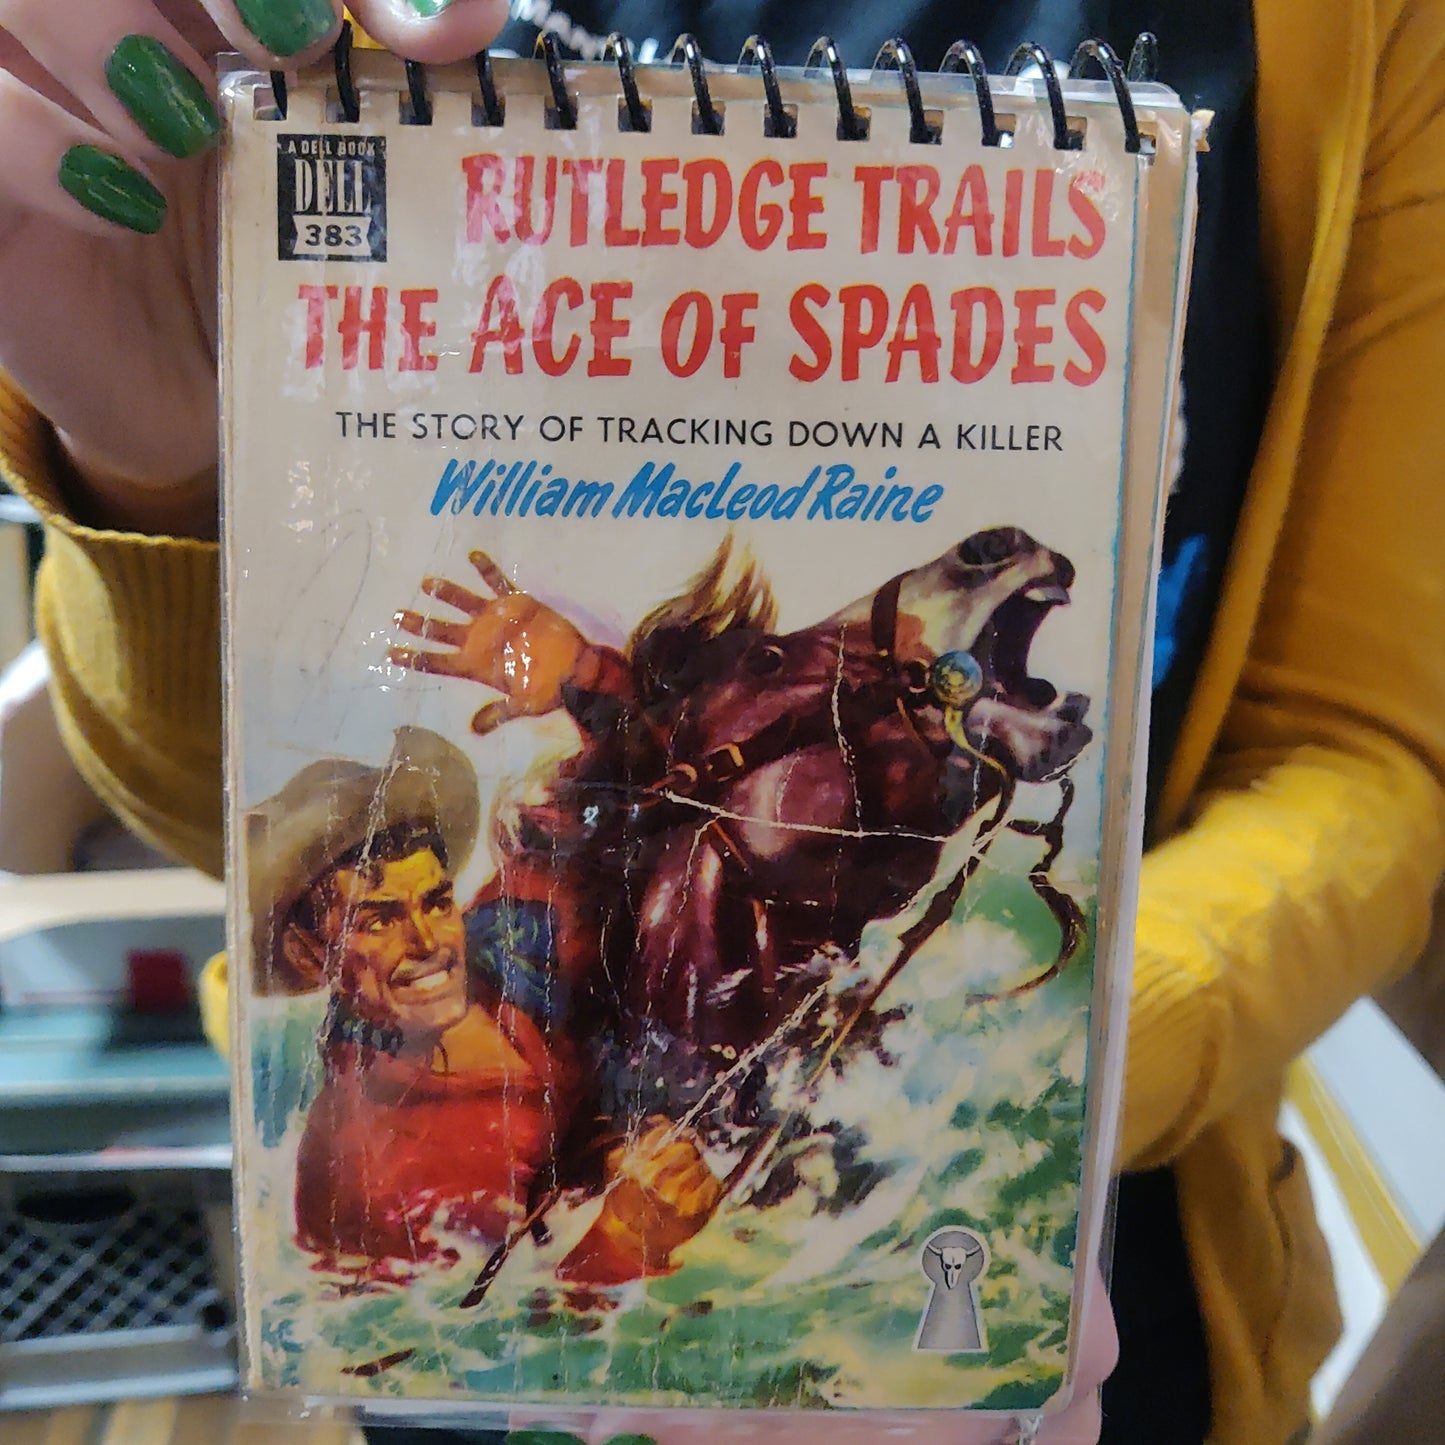 A DELL BOOK
DELL
383
RUTLEDGE TRAILS
THE ACE OF SPADES
THE STORY OF TRACKING DOWN A KILLER
William MacLeod Raine